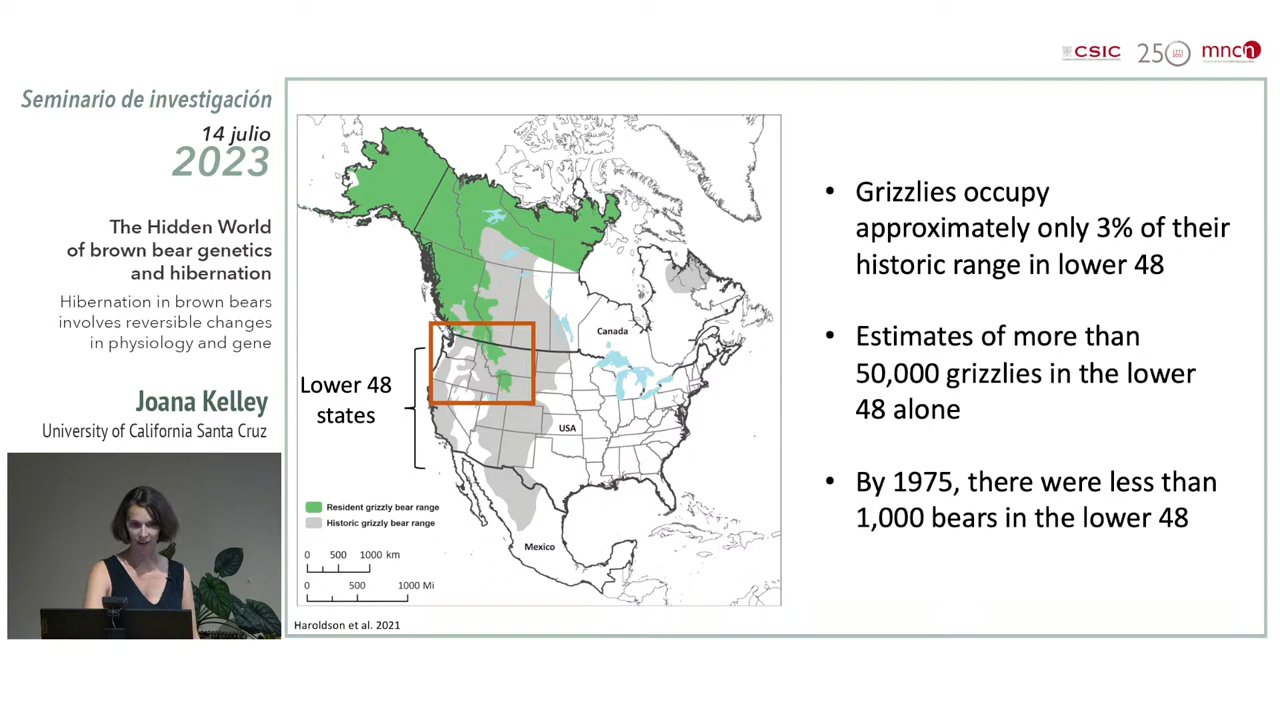 CSIC
250
mncn
Seminario de investigación
14 julio
2023
The Hidden World
of brown bear genetics
and hibernation
Hibernation in brown bears
involves reversible changes
in physiology and gene
Joana Kelley
University of California Santa Cruz
Canada
Lower 48
states
USA
Resident grizzly bear range
Historic grizzly bear range
Mexico
0 500 1000 km
0 500 1000 Mi
Haroldson et al. 2021
• Grizzlies occupy
approximately only 3% of their
historic range in lower 48
• Estimates of more than
50,000 grizzlies in the lower
48 alone
• By 1975, there were less than
1,000 bears in the lower 48